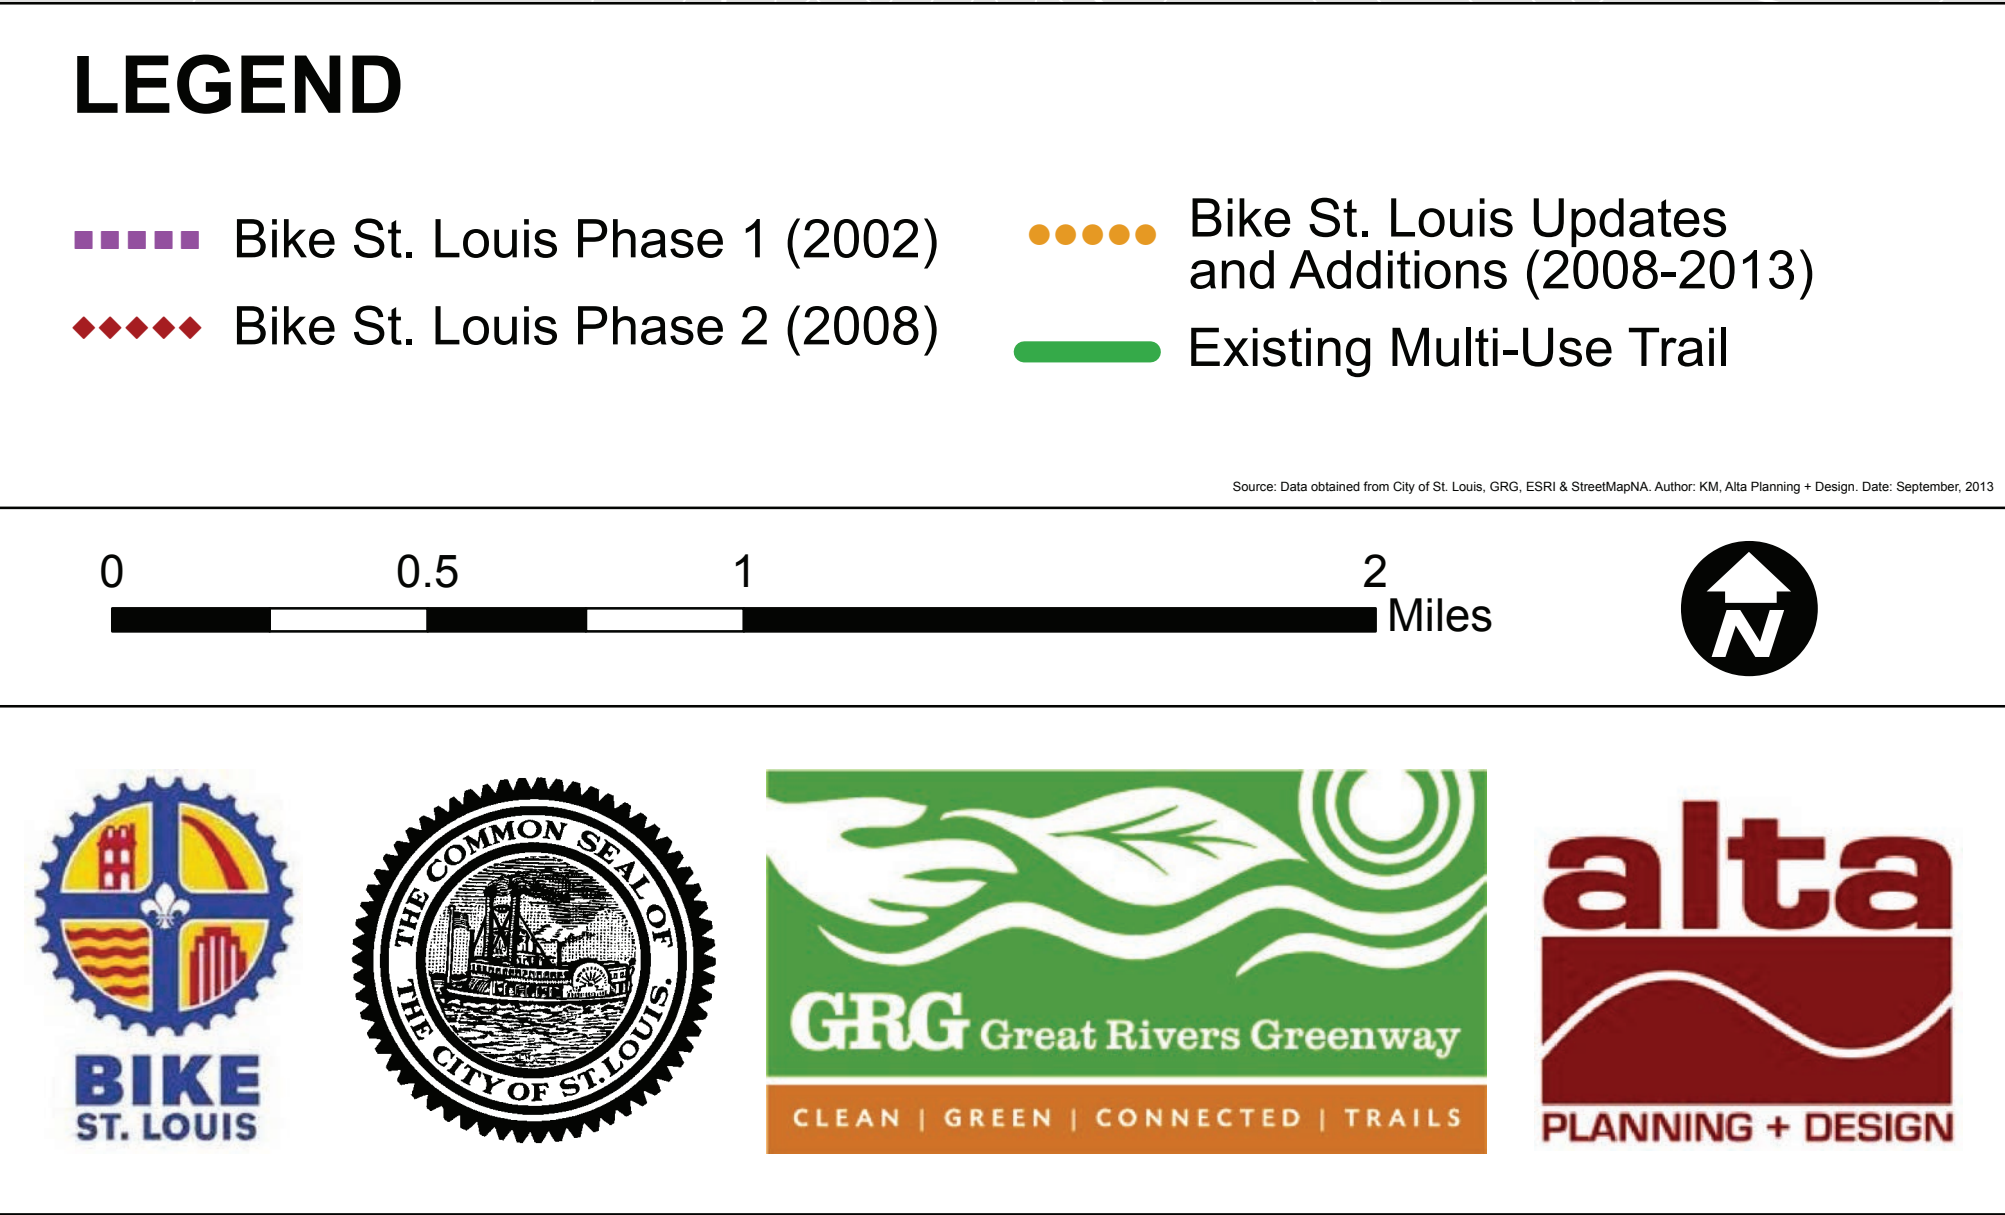 LEGEND
Bike St. Louis Phase 1 (2002)
Bike St. Louis Phase 2 (2008)
Bike St. Louis Updates
and Additions (2008-2013)
Existing Multi-Use Trail
Source: Data obtained from City of St. Louis, GRG, ESRI & StreetMapNA. Author: KM, Alta Planning + Design. Date: September, 2013
0 0.5 1 2
Miles
N
BIKE
ST. LOUIS
THE COMMON SEAL OF
THE CITY OF ST. LOUIS.
GRG Great Rivers Greenway
CLEAN | GREEN | CONNECTED | TRAILS
alta
PLANNING + DESIGN